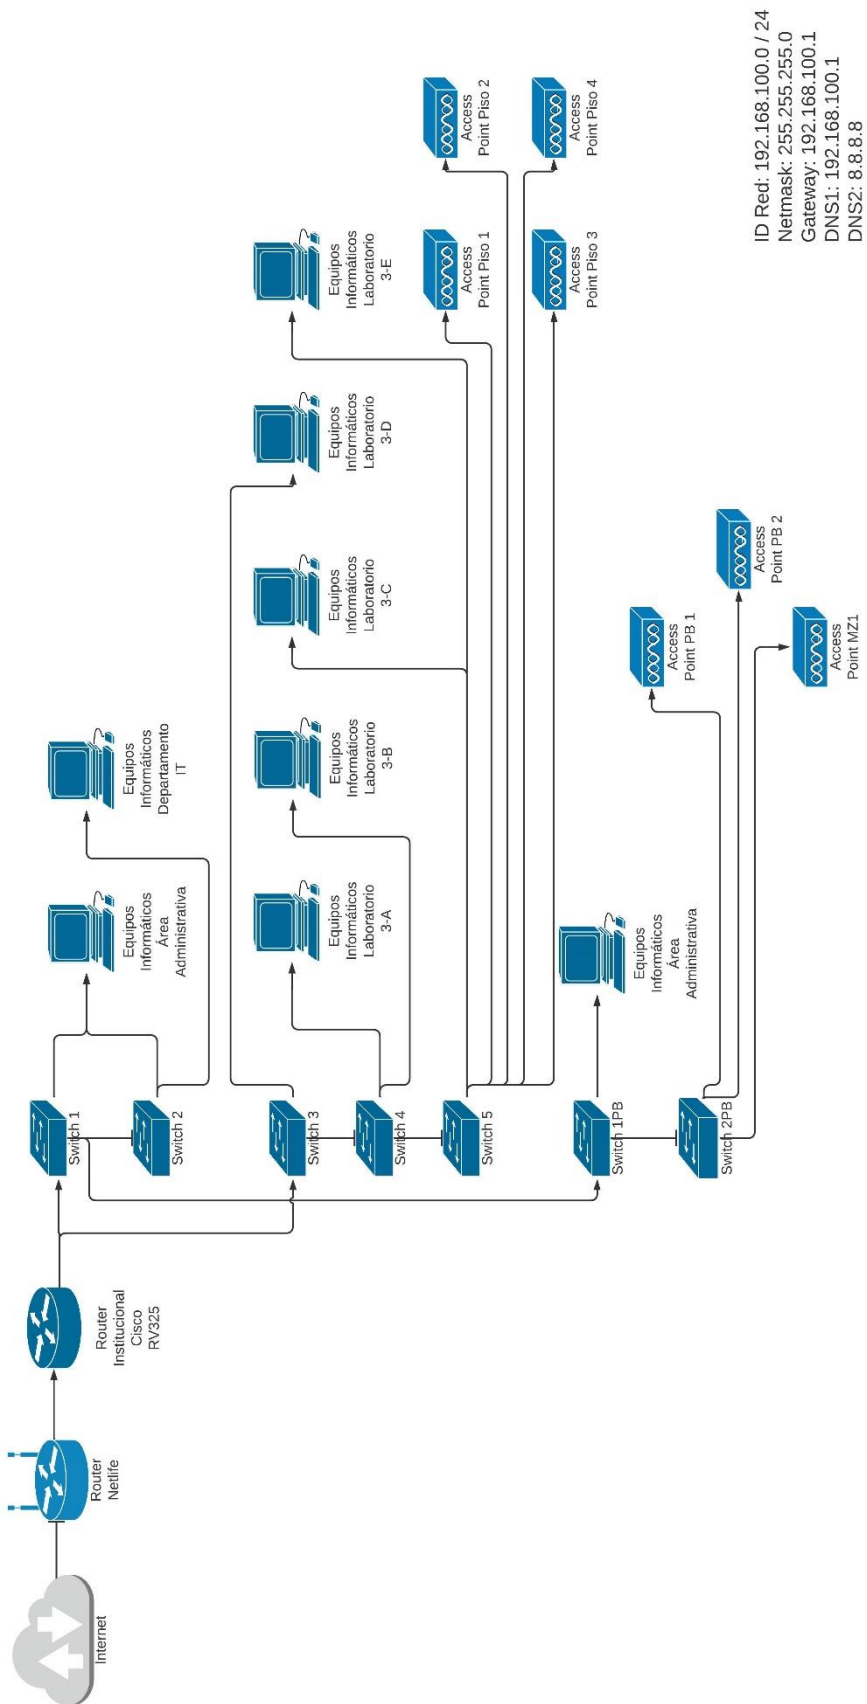 Internet
Router
Netlife
Router
Institucional
Cisco
RV325
Switch 1
Switch 2
Equipos
Informáticos
Área
Administrativa
Equipos
Informáticos
Departamento
IT
Switch 3
Switch 4
Switch 5
Equipos
Informáticos
Laboratorio
3-A
Equipos
Informáticos
Laboratorio
3-B
Equipos
Informáticos
Laboratorio
3-C
Equipos
Informáticos
Laboratorio
3-D
Equipos
Informáticos
Laboratorio
3-E
Access
Point Piso 1
Access
Point Piso 2
Access
Point Piso 3
Access
Point Piso 4
Switch 1PB
Equipos
Informáticos
Área
Administrativa
Switch 2PB
Access
Point PB 1
Access
Point PB 2
Access
Point MZ1
ID Red: 192.168.100.0 / 24
Netmask: 255.255.255.0
Gateway: 192.168.100.1
DNS1: 192.168.100.1
DNS2: 8.8.8.8